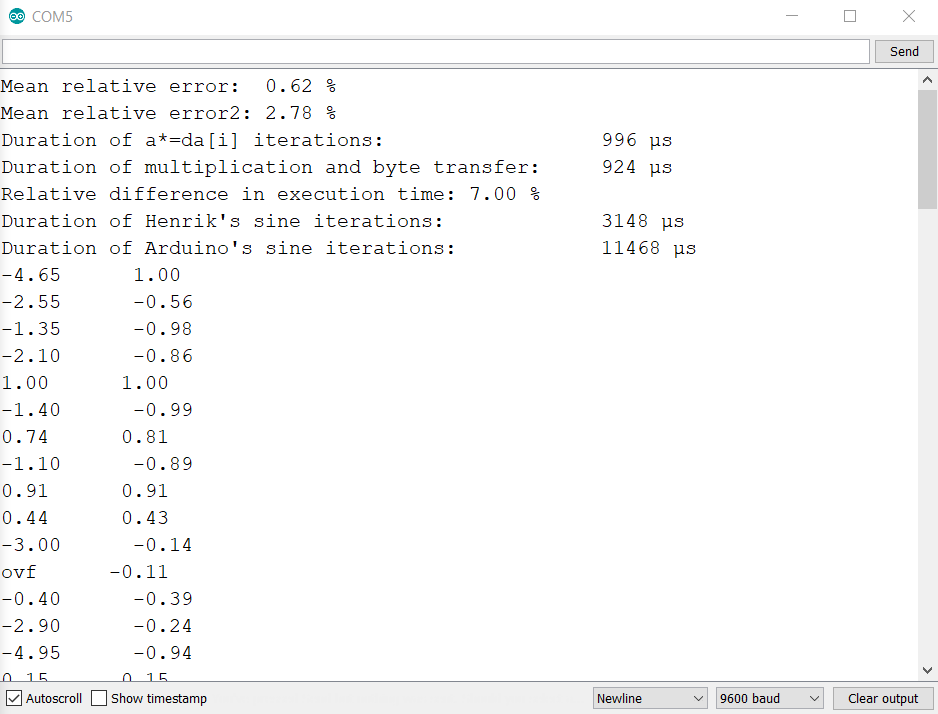 COM5
Send
Mean relative error:  0.62 %
Mean relative error2: 2.78 %
Duration of a*=da[i] iterations:                  996 µs
Duration of multiplication and byte transfer:     924 µs
Relative difference in execution time: 7.00 %
Duration of Henrik's sine iterations:             3148 µs
Duration of Arduino's sine iterations:            11468 µs
-4.65      1.00
-2.55      -0.56
-1.35      -0.98
-2.10      -0.86
1.00      1.00
-1.40      -0.99
0.74      0.81
-1.10      -0.89
0.91      0.91
0.44      0.43
-3.00      -0.14
ovf      -0.11
-0.40      -0.39
-2.90      -0.24
-4.95      -0.94
0.15      0.15
Autoscroll Show timestamp Newline 9600 baud Clear output